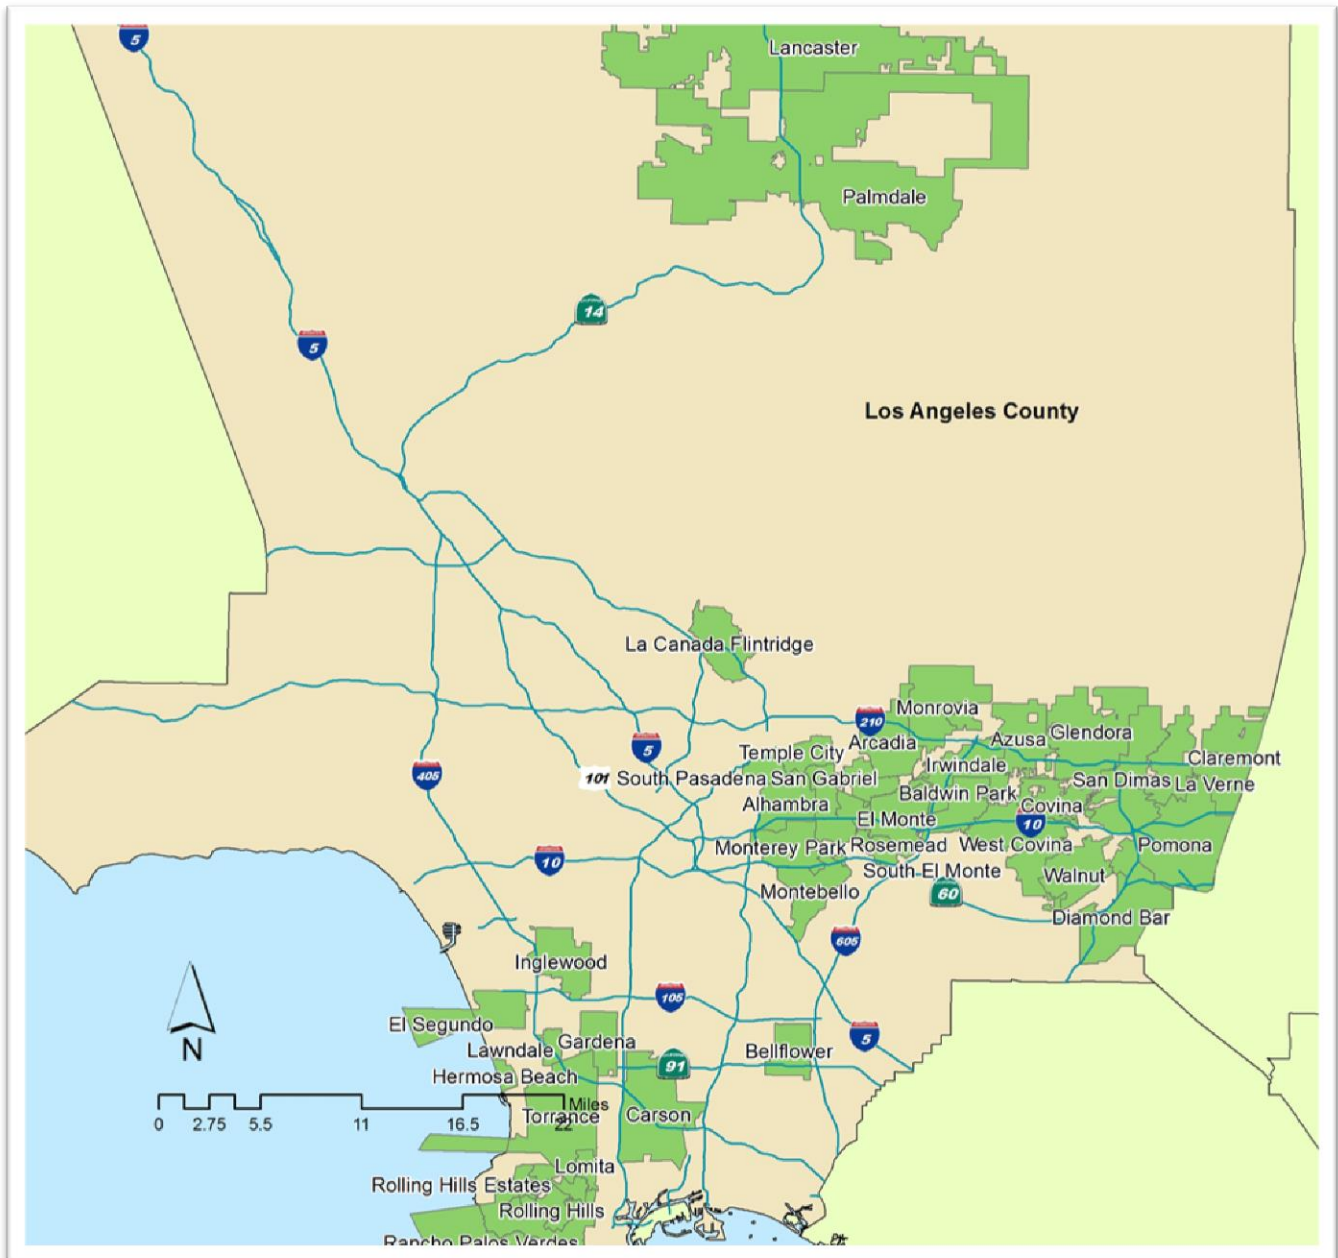 5
Lancaster
Palmdale
14
5
Los Angeles County
La Canada Flintridge
Monrovia
210
Azusa
Glendora
Arcadia
5
Temple City
Claremont
Irwindale
405
101
South Pasadena
San Gabriel
San Dimas
La Verne
Baldwin Park
Alhambra
Covina
El Monte
10
Monterey Park
Rosemead
West Covina
Pomona
10
South El Monte
Walnut
Montebello
60
Diamond Bar
605
Inglewood
105
El Segundo
5
Gardena
Lawndale
Bellflower
91
Hermosa Beach
Miles
Torrance
Carson
0 2.75 5.5 11 16.5 22
N
Lomita
Rolling Hills Estates
Rolling Hills
Rancho Palos Verdes